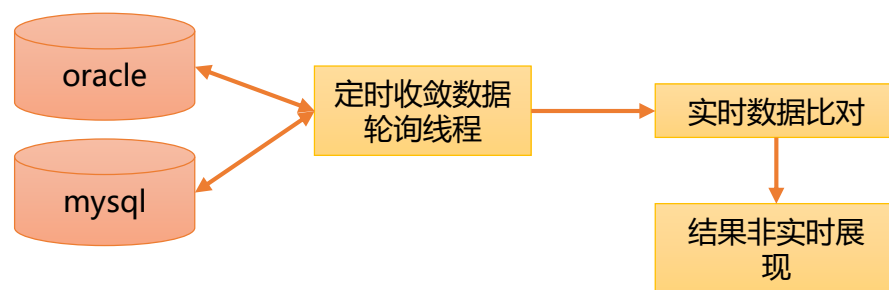 oracle
mysql
定时收敛数据
轮询线程
实时数据比对
结果非实时展
现